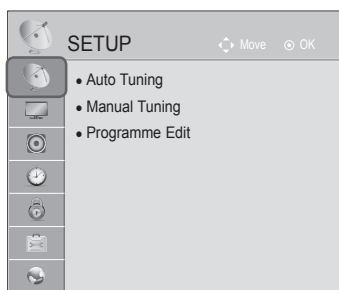 SETUP Move OK
• Auto Tuning
• Manual Tuning
• Programme Edit